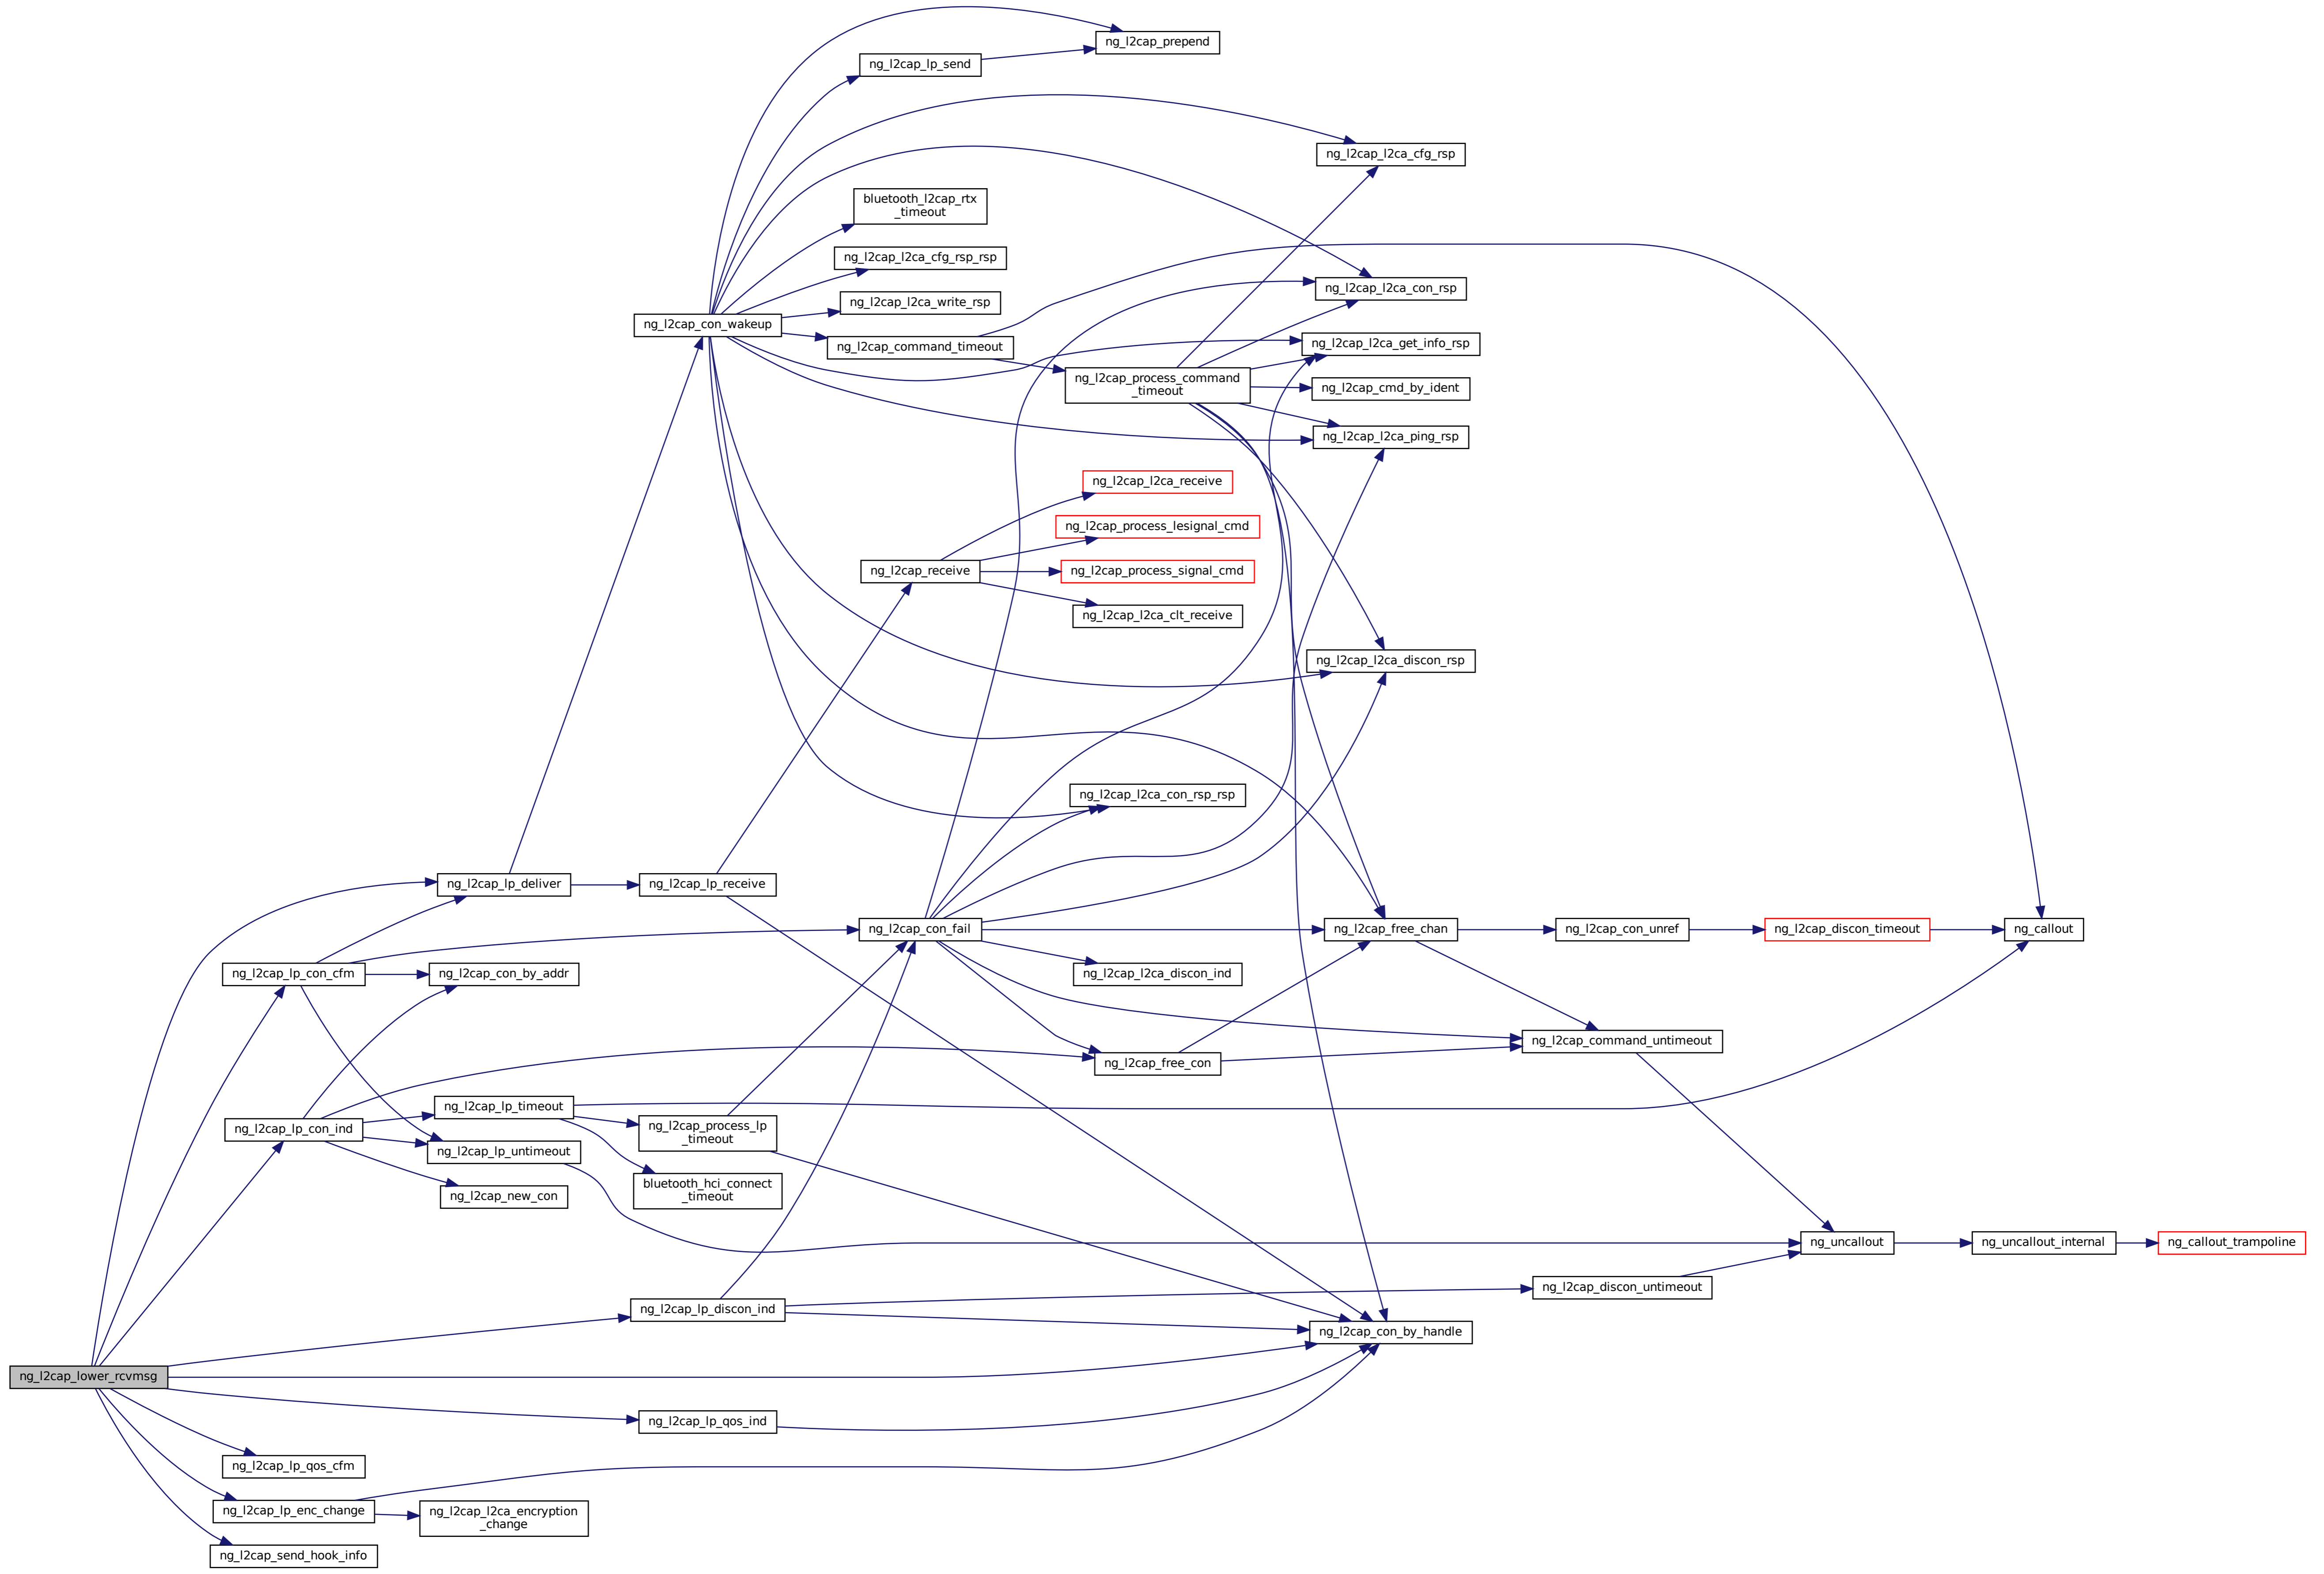 ng_l2cap_prepend
ng_l2cap_lp_send
ng_l2cap_l2ca_cfg_rsp
bluetooth_l2cap_rtx
_timeout
ng_l2cap_l2ca_cfg_rsp_rsp
ng_l2cap_l2ca_con_rsp
ng_l2cap_l2ca_write_rsp
ng_l2cap_con_wakeup
ng_l2cap_command_timeout
ng_l2cap_l2ca_get_info_rsp
ng_l2cap_process_command
_timeout
ng_l2cap_cmd_by_ident
ng_l2cap_l2ca_ping_rsp
ng_l2cap_l2ca_receive
ng_l2cap_process_lesignal_cmd
ng_l2cap_receive
ng_l2cap_process_signal_cmd
ng_l2cap_l2ca_clt_receive
ng_l2cap_l2ca_discon_rsp
ng_l2cap_l2ca_con_rsp_rsp
ng_l2cap_lp_deliver
ng_l2cap_lp_receive
ng_l2cap_con_fail
ng_l2cap_free_chan
ng_l2cap_con_unref
ng_l2cap_discon_timeout
ng_callout
ng_l2cap_lp_con_cfm
ng_l2cap_con_by_addr
ng_l2cap_l2ca_discon_ind
ng_l2cap_command_untimeout
ng_l2cap_free_con
ng_l2cap_lp_timeout
ng_l2cap_lp_con_ind
ng_l2cap_process_lp
_timeout
ng_l2cap_lp_untimeout
bluetooth_hci_connect
_timeout
ng_l2cap_new_con
ng_uncallout
ng_uncallout_internal
ng_callout_trampoline
ng_l2cap_discon_untimeout
ng_l2cap_lp_discon_ind
ng_l2cap_con_by_handle
ng_l2cap_lower_rcvmsg
ng_l2cap_lp_qos_ind
ng_l2cap_lp_qos_cfm
ng_l2cap_lp_enc_change
ng_l2cap_l2ca_encryption
_change
ng_l2cap_send_hook_info